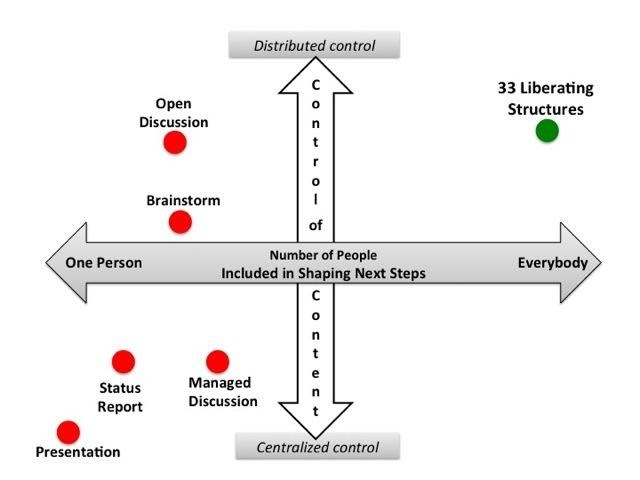 Distributed control
33 Liberating
Structures
Open
Discussion
Brainstorm
Control of
One Person
Number of People
Included in Shaping Next Steps
Everybody
Content
Status
Report
Managed
Discussion
Presentation
Centralized control